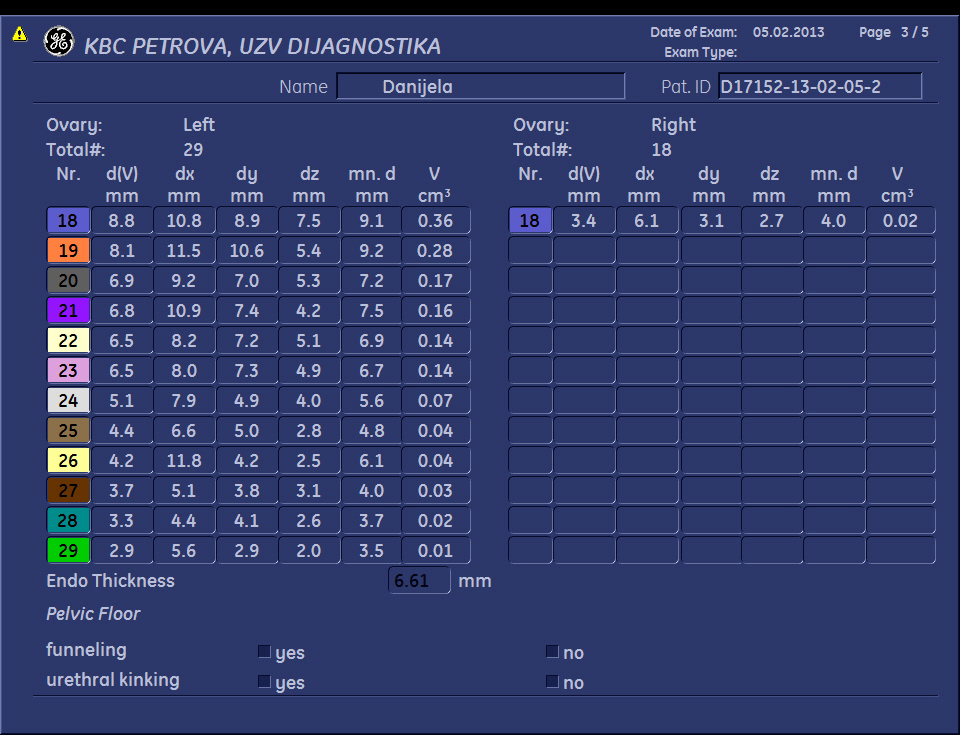 KBC PETROVA, UZV DIJAGNOSTIKA
Date of Exam: 05.02.2013 Page 3 / 5
Exam Type:
Name Danijela Pat. ID D17152-13-02-05-2
Ovary: Left Ovary: Right
Total#: 29 Total#: 18
Nr. d(V) dx dy dz mn. d V Nr. d(V) dx dy dz mn. d V
mm mm mm mm mm cm³ mm mm mm mm mm cm³
18 8.8 10.8 8.9 7.5 9.1 0.36 18 3.4 6.1 3.1 2.7 4.0 0.02
19 8.1 11.5 10.6 5.4 9.2 0.28
20 6.9 9.2 7.0 5.3 7.2 0.17
21 6.8 10.9 7.4 4.2 7.5 0.16
22 6.5 8.2 7.2 5.1 6.9 0.14
23 6.5 8.0 7.3 4.9 6.7 0.14
24 5.1 7.9 4.9 4.0 5.6 0.07
25 4.4 6.6 5.0 2.8 4.8 0.04
26 4.2 11.8 4.2 2.5 6.1 0.04
27 3.7 5.1 3.8 3.1 4.0 0.03
28 3.3 4.4 4.1 2.6 3.7 0.02
29 2.9 5.6 2.9 2.0 3.5 0.01
Endo Thickness 6.61 mm
Pelvic Floor
funneling yes no
urethral kinking yes no